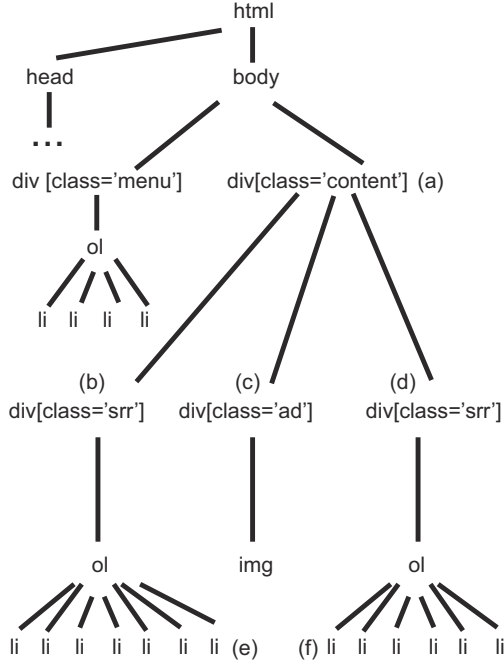 html
head body
...
div [class='menu'] div[class='content'] (a)
ol
li li li li
(b) (c) (d)
div[class='srr'] div[class='ad'] div[class='srr']
ol img ol
li li li li li li li (e) (f) li li li li li li